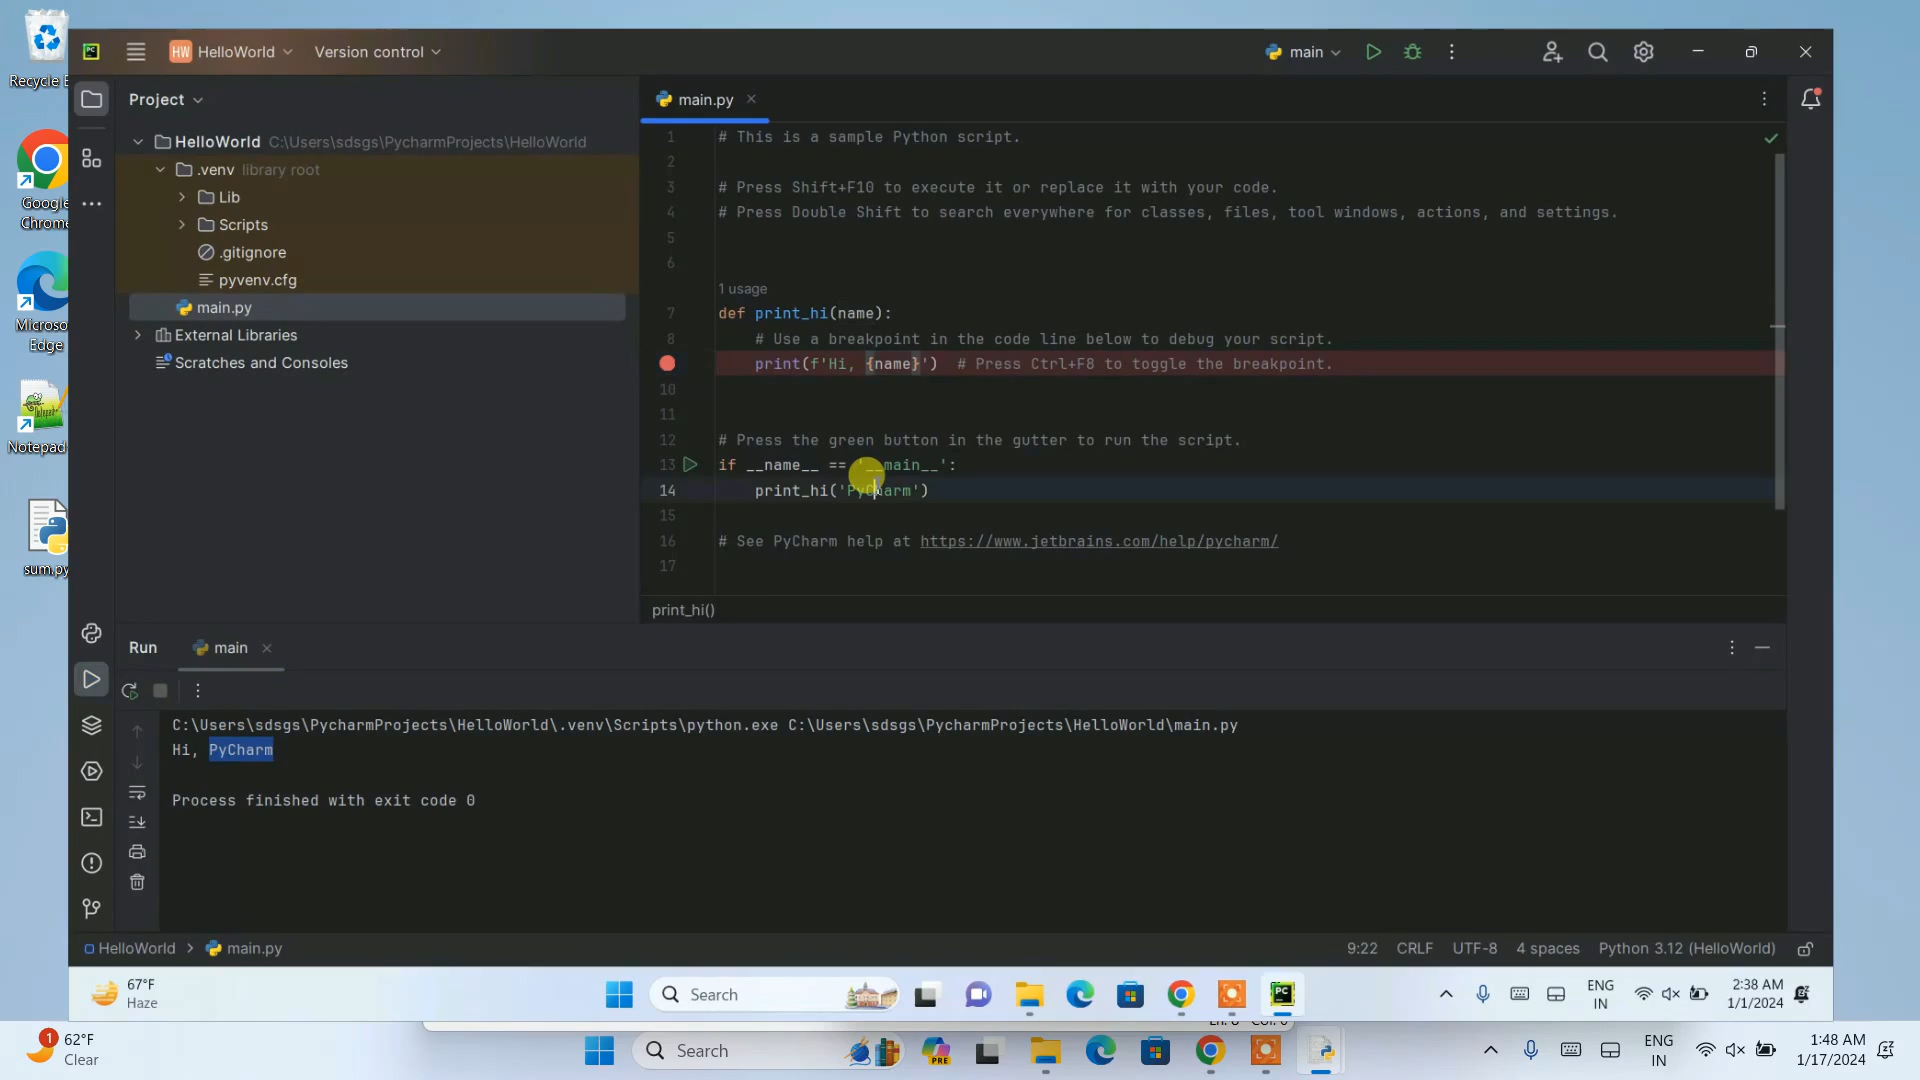 Recycle
Google
Chrome
Microso
Edge
Notepad
sum.py
PC
HW HelloWorld
Version control
main
Project
main.py
HelloWorld C:\Users\sdsgs\PycharmProjects\HelloWorld
.venv library root
Lib
Scripts
.gitignore
pyvenv.cfg
main.py
External Libraries
Scratches and Consoles
1 # This is a sample Python script.
2
3 # Press Shift+F10 to execute it or replace it with your code.
4 # Press Double Shift to search everywhere for classes, files, tool windows, actions, and settings.
5
6
1 usage
7 def print_hi(name):
8 # Use a breakpoint in the code line below to debug your script.
print(f'Hi, {name}') # Press Ctrl+F8 to toggle the breakpoint.
10
11
12 # Press the green button in the gutter to run the script.
13 if __name__ == '__main__':
14 print_hi('PyCharm')
15
16 # See PyCharm help at https://www.jetbrains.com/help/pycharm/
17
print_hi()
Run
main
C:\Users\sdsgs\PycharmProjects\HelloWorld\.venv\Scripts\python.exe C:\Users\sdsgs\PycharmProjects\HelloWorld\main.py
Hi, PyCharm
Process finished with exit code 0
HelloWorld > main.py
9:22 CRLF UTF-8 4 spaces Python 3.12 (HelloWorld)
67°F
Haze
Search
PC
ENG
IN
2:38 AM
1/1/2024
1
62°F
Clear
Search
PRE
ENG
IN
1:48 AM
1/17/2024